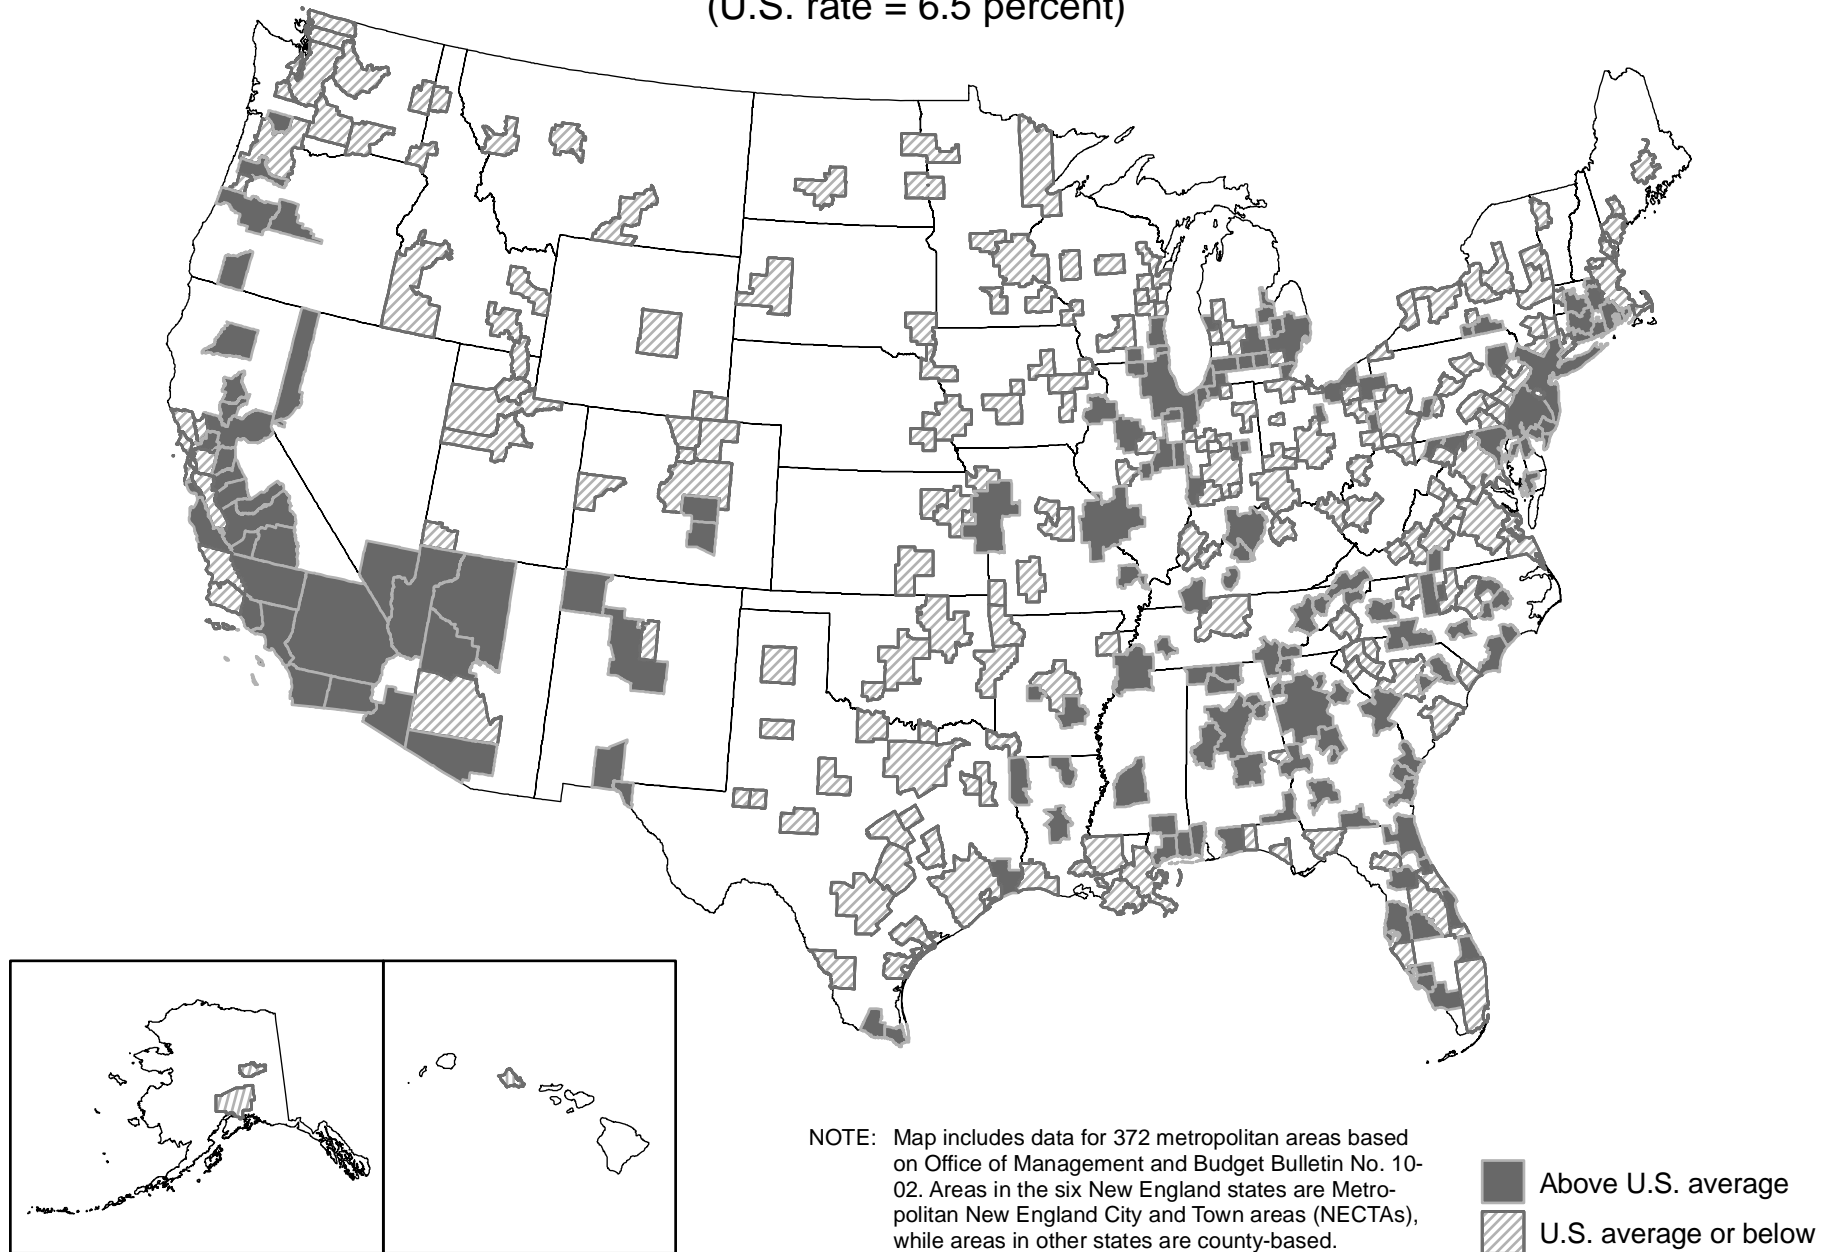 (U.S. rate = 6.5 percent)
NOTE: Map includes data for 372 metropolitan areas based
on Office of Management and Budget Bulletin No. 10-
02. Areas in the six New England states are Metro-
politan New England City and Town areas (NECTAs),
while areas in other states are county-based.
Above U.S. average
U.S. average or below